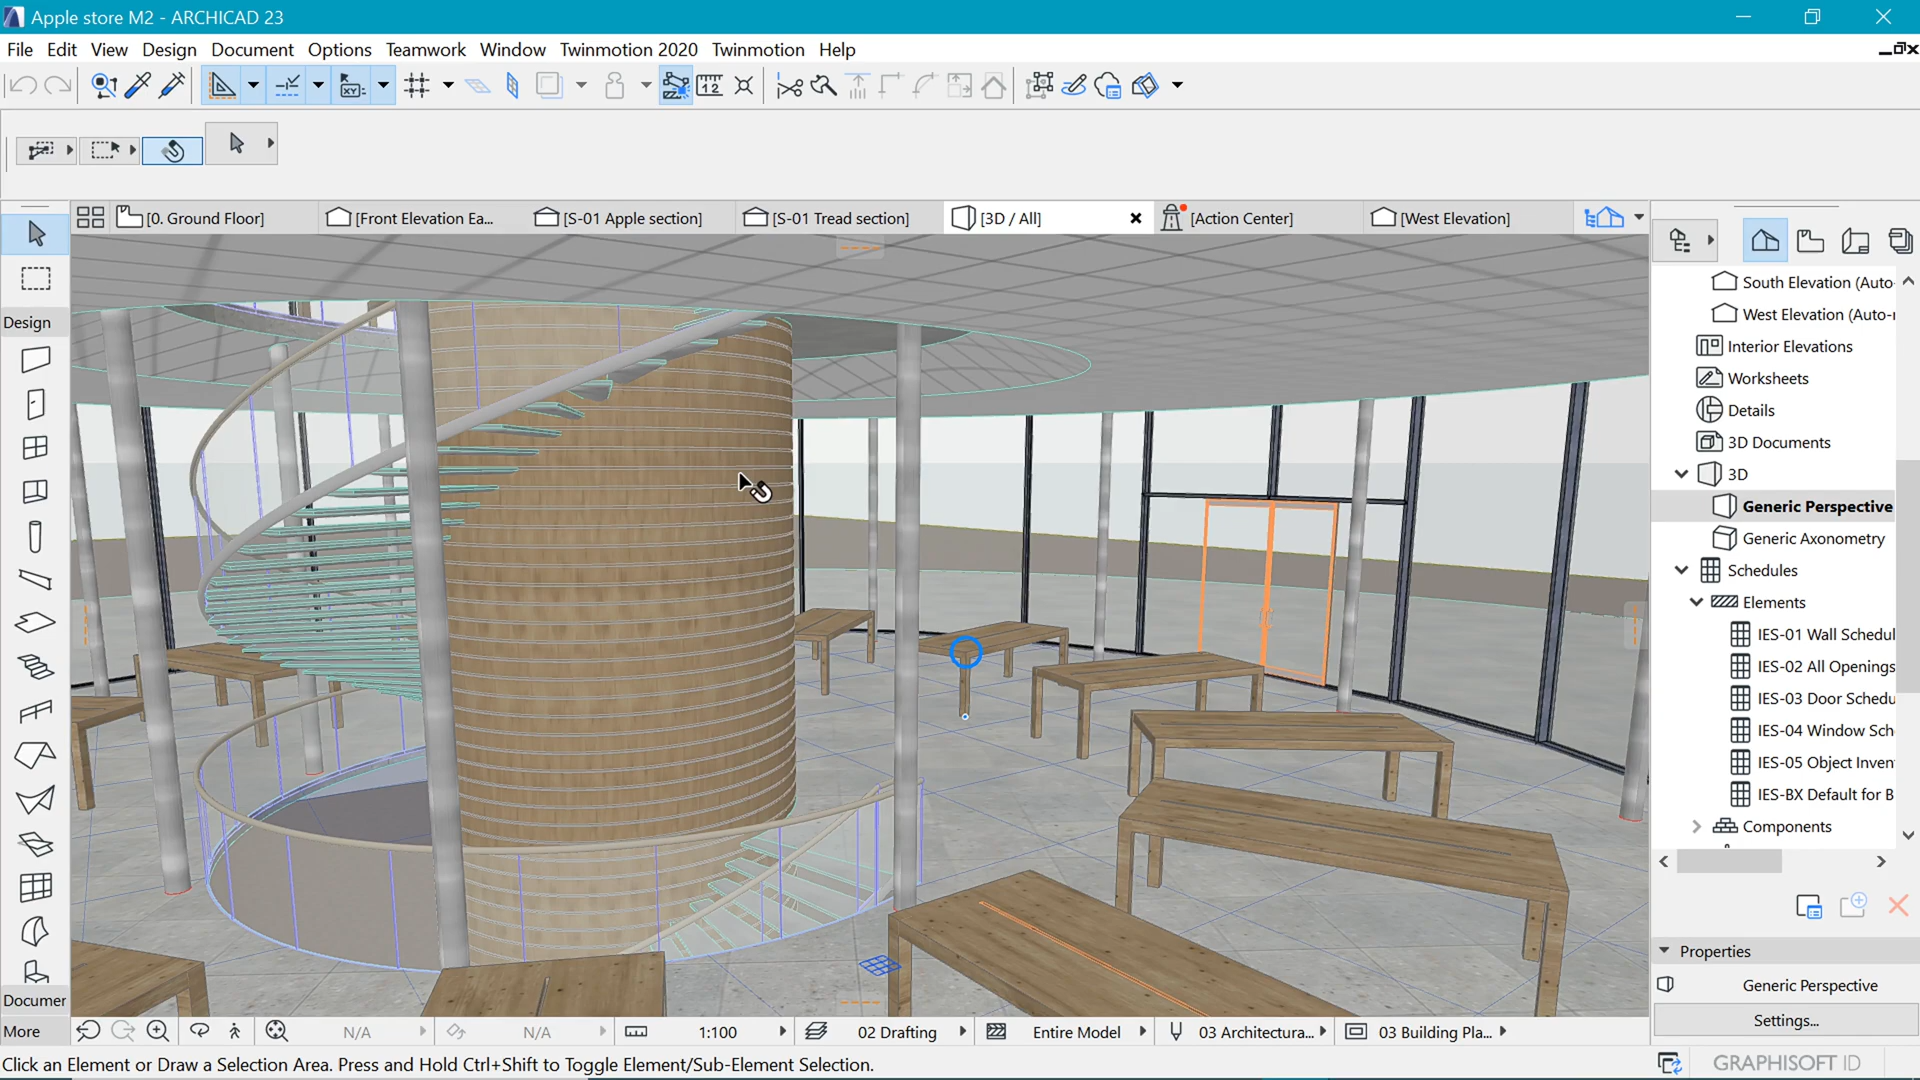 Apple store M2 - ARCHICAD 23
File Edit View Design Document Options Teamwork Window Twinmotion 2020 Twinmotion Help
XY:
12
[0. Ground Floor] [Front Elevation Ea... [S-01 Apple section] [S-01 Tread section] [3D / All] [Action Center] [West Elevation]
Design
South Elevation (Auto-
West Elevation (Auto-r
Interior Elevations
Worksheets
Details
3D Documents
3D
Generic Perspective
Generic Axonometry
Schedules
Elements
IES-01 Wall Schedul
IES-02 All Openings
IES-03 Door Schedu
IES-04 Window Sch
IES-05 Object Inven
IES-BX Default for B
Components
Properties
Generic Perspective
Settings...
Documer
More N/A N/A 1:100 02 Drafting Entire Model 03 Architectura... 03 Building Pla...
Click an Element or Draw a Selection Area. Press and Hold Ctrl+Shift to Toggle Element/Sub-Element Selection.
GRAPHISOFT ID